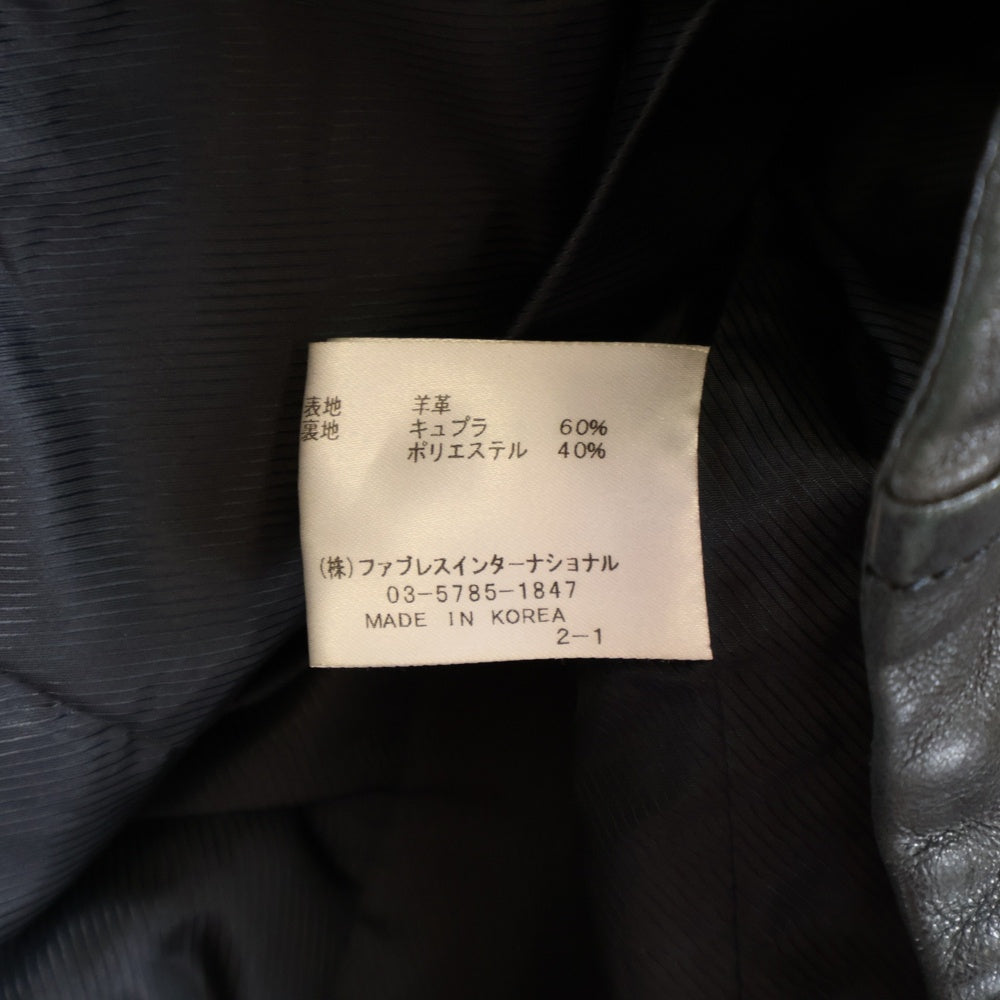 表地 羊革
裏地 キュプラ 60%
ポリエステル 40%
(株)ファブレスインターナショナル
03-5785-1847
MADE IN KOREA
2-1